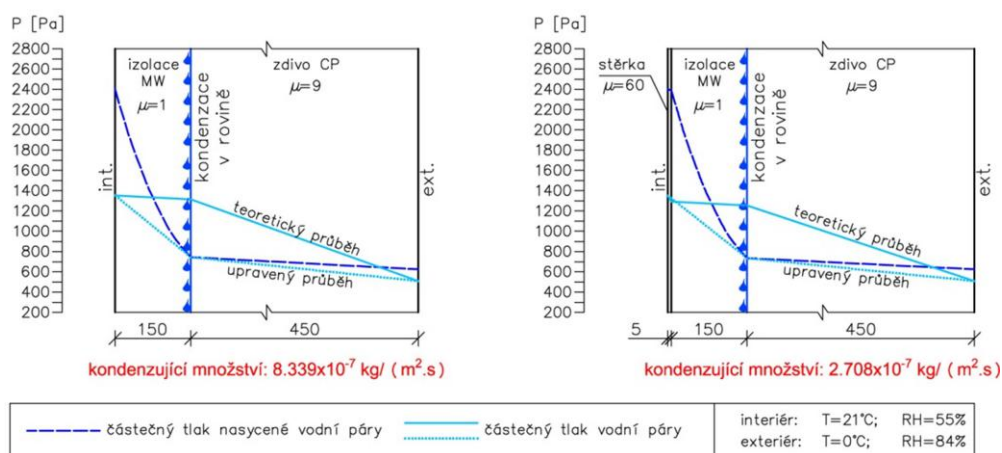 P [Pa]
2800
2600
2400
2200
2000
1800
1600
1400
1200
1000
800
600
400
200
izolace
MW
μ=1
kondenzace
v rovině
zdivo CP
μ=9
int.
ext.
teoretický průběh
upravený průběh
150
450
kondenzující množství: 8.339x10-7 kg/ ( m2.s)
P [Pa]
2800
2600
2400
2200
2000
1800
1600
1400
1200
1000
800
600
400
200
stěrka
μ=60
izolace
MW
μ=1
kondenzace
v rovině
zdivo CP
μ=9
int.
ext.
teoretický průběh
upravený průběh
5
150
450
kondenzující množství: 2.708x10-7 kg/ ( m2.s)
částečný tlak nasycené vodní páry
částečný tlak vodní páry
interiér: T=21°C; RH=55%
exteriér: T=0°C; RH=84%